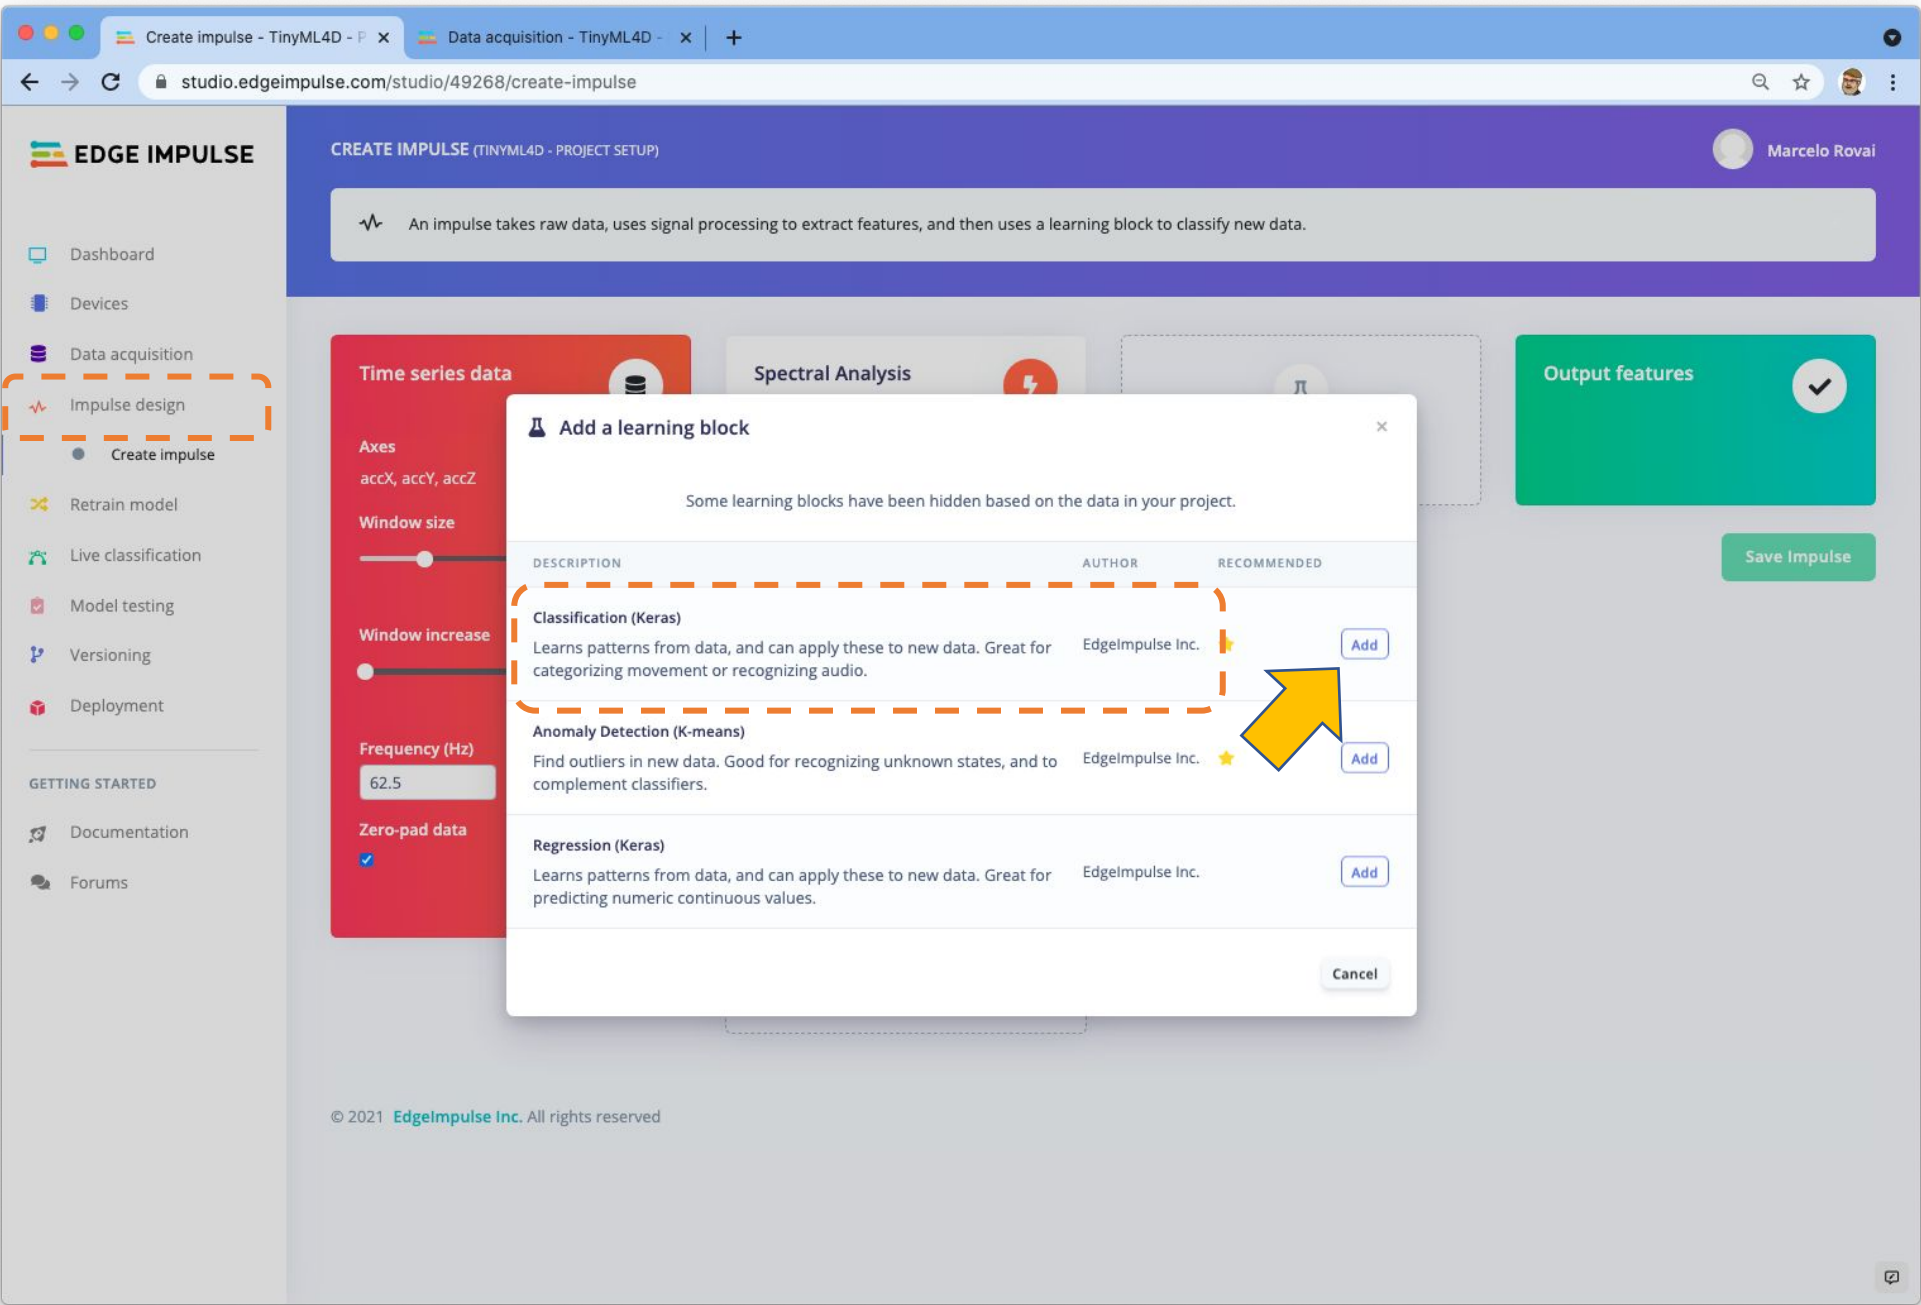 Create impulse - TinyML4D - P
Data acquisition - TinyML4D -
studio.edgeimpulse.com/studio/49268/create-impulse
EDGE IMPULSE
Dashboard
Devices
Data acquisition
Impulse design
Create impulse
Retrain model
Live classification
Model testing
Versioning
Deployment
GETTING STARTED
Documentation
Forums
CREATE IMPULSE (TINYML4D - PROJECT SETUP)
Marcelo Rovai
An impulse takes raw data, uses signal processing to extract features, and then uses a learning block to classify new data.
Time series data
Axes
accX, accY, accZ
Window size
Window increase
Frequency (Hz)
62.5
Zero-pad data
Spectral Analysis
Output features
Save Impulse
Add a learning block
×
Some learning blocks have been hidden based on the data in your project.
DESCRIPTION AUTHOR RECOMMENDED
Classification (Keras)
Learns patterns from data, and can apply these to new data. Great for
categorizing movement or recognizing audio.
EdgeImpulse Inc.
Add
Anomaly Detection (K-means)
Find outliers in new data. Good for recognizing unknown states, and to
complement classifiers.
EdgeImpulse Inc.
Add
Regression (Keras)
Learns patterns from data, and can apply these to new data. Great for
predicting numeric continuous values.
EdgeImpulse Inc.
Add
Cancel
© 2021 EdgeImpulse Inc. All rights reserved